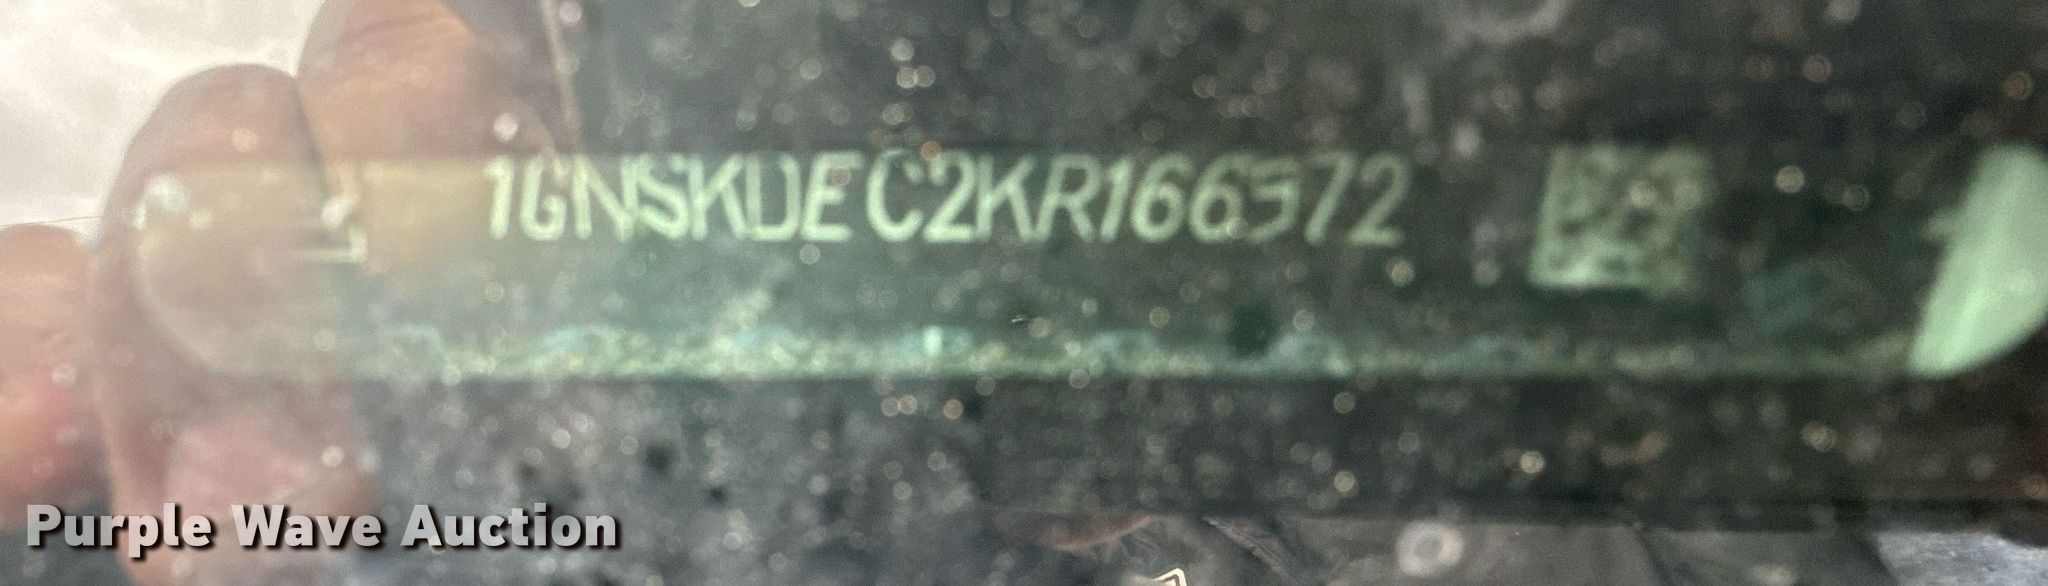 1GNSKDEC2KR166572
Purple Wave Auction